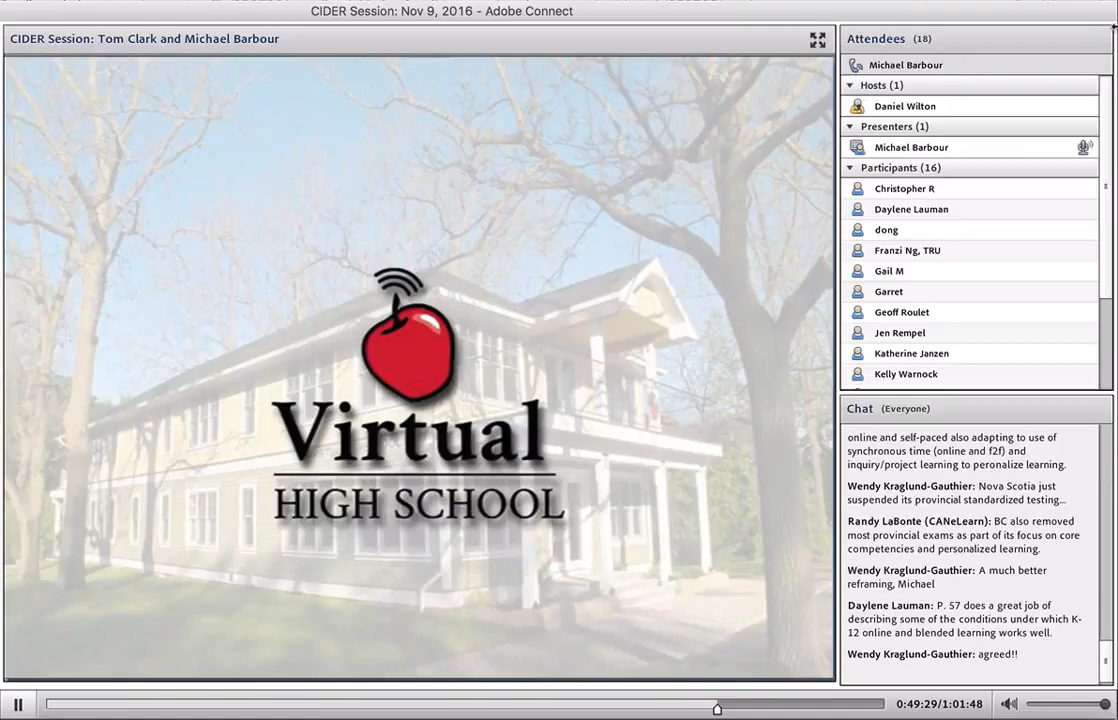 CIDER Session: Nov 9, 2016 - Adobe Connect
CIDER Session: Tom Clark and Michael Barbour
Virtual
HIGH SCHOOL
Attendees (18)
Michael Barbour
Hosts (1)
Daniel Wilton
Presenters (1)
Michael Barbour
Participants (16)
Christopher R
Daylene Lauman
dong
Franzi Ng, TRU
Gail M
Garret
Geoff Roulet
Jen Rempel
Katherine Janzen
Kelly Warnock
Chat (Everyone)
online and self-paced also adapting to use of
synchronous time (online and f2f) and
inquiry/project learning to peronalize learning.
Wendy Kraglund-Gauthier: Nova Scotia just
suspended its provincial standardized testing...
Randy LaBonte (CANeLearn): BC also removed
most provincial exams as part of its focus on core
competencies and personalized learning.
Wendy Kraglund-Gauthier: A much better
reframing, Michael
Daylene Lauman: P. 57 does a great job of
describing some of the conditions under which K-
12 online and blended learning works well.
Wendy Kraglund-Gauthier: agreed!!
0:49:29/1:01:48